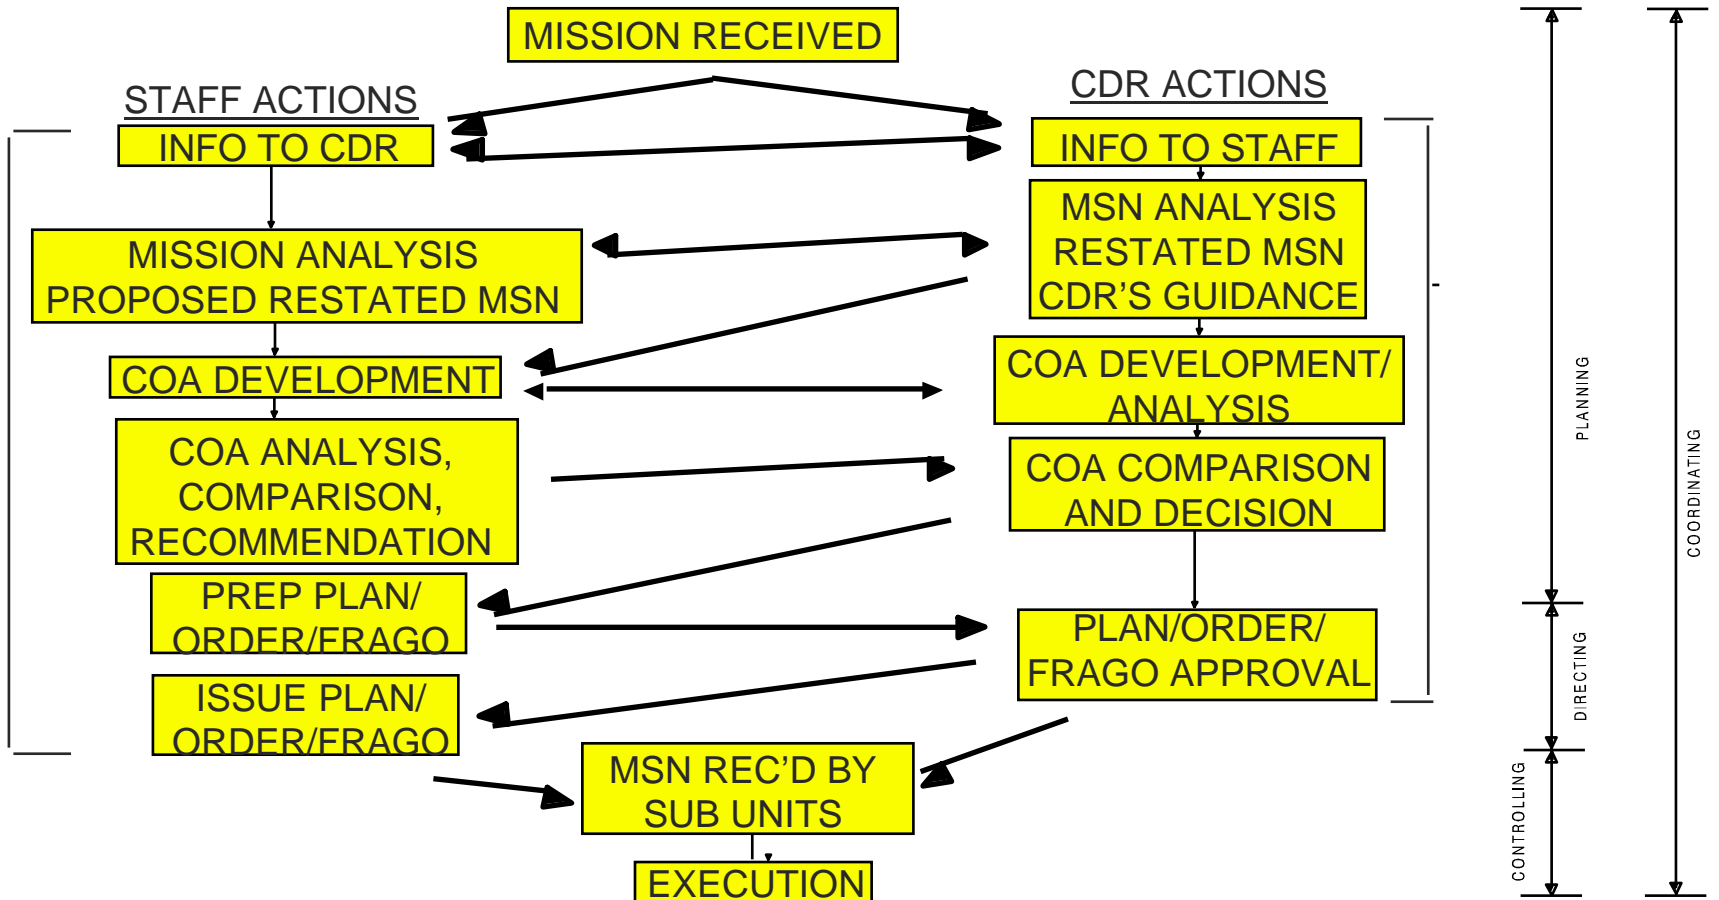 MISSION RECEIVED
STAFF ACTIONS
INFO TO CDR
MISSION ANALYSIS
PROPOSED RESTATED MSN
COA DEVELOPMENT
COA ANALYSIS,
COMPARISON,
RECOMMENDATION
PREP PLAN/
ORDER/FRAGO
ISSUE PLAN/
ORDER/FRAGO
CDR ACTIONS
INFO TO STAFF
MSN ANALYSIS
RESTATED MSN
CDR'S GUIDANCE
COA DEVELOPMENT/
ANALYSIS
COA COMPARISON
AND DECISION
PLAN/ORDER/
FRAGO APPROVAL
MSN REC’D BY
SUB UNITS
EXECUTION
PLANNING
DIRECTING
CONTROLLING
COORDINATING